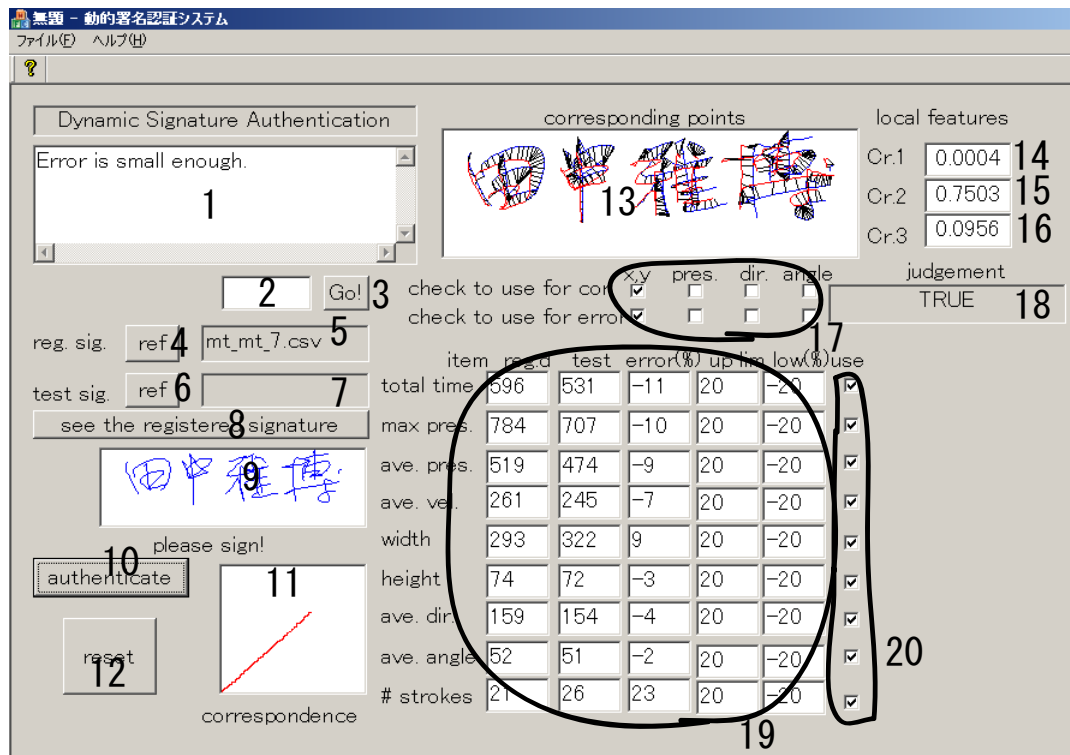 無題 - 動的署名認証システム
ファイル(F) ヘルプ(H)
?
Dynamic Signature Authentication
corresponding points
local features
Error is small enough.
1
田中雅博
13
Cr.1 0.0004 14
Cr.2 0.7503 15
Cr.3 0.0956 16
2 Go! 3
x,y pres. dir. angle
check to use for cor
check to use for error
17
judgement
TRUE 18
reg. sig. ref 4 mt_mt_7.csv 5
test sig. ref 6 7
see the registered signature
8
田中雅博
9
please sign!
authenticate
10
11
reset
12
correspondence
item reg.d test error(%) up lim low(%) use
total time 596 531 -11 20 -20
max pres. 784 707 -10 20 -20
ave. pres. 519 474 -9 20 -20
ave. vel. 261 245 -7 20 -20
width 293 322 9 20 -20
height 74 72 -3 20 -20
ave. dir. 159 154 -4 20 -20
ave. angle 52 51 -2 20 -20
# strokes 21 26 23 20 -20
19
20